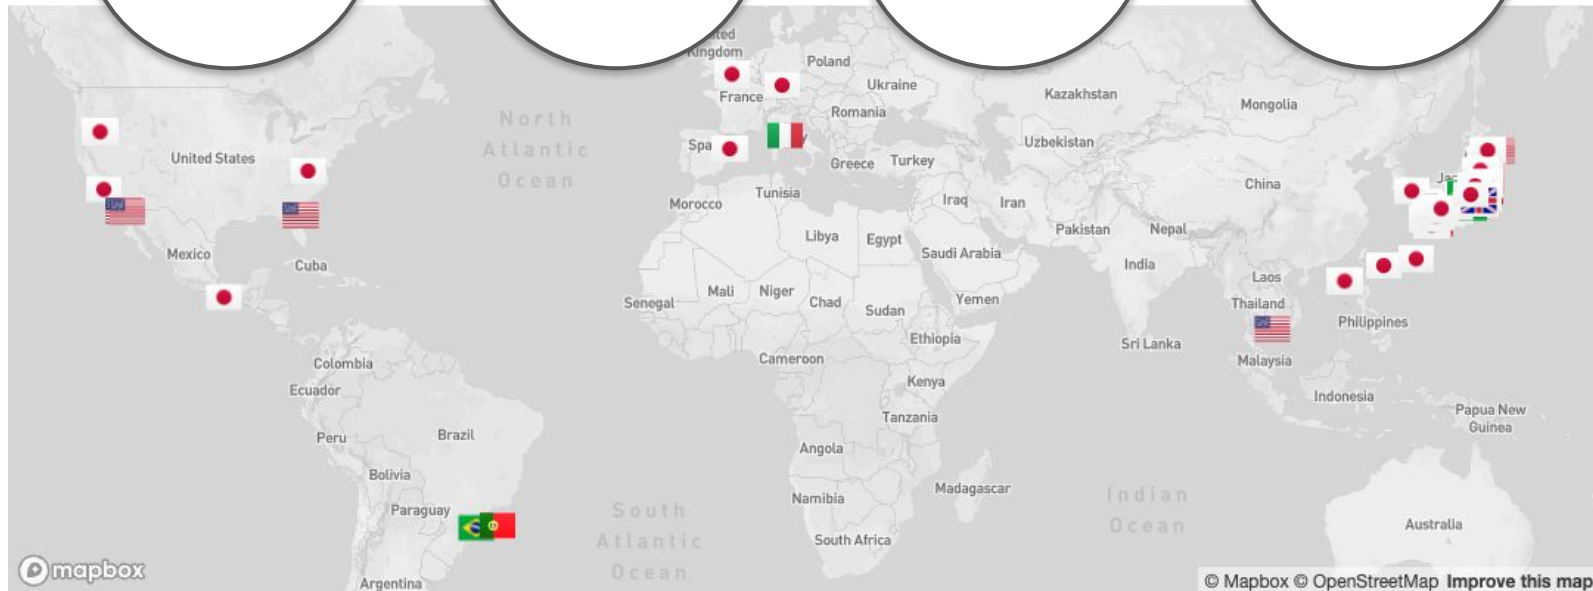 Kingdom
Poland
Ukraine
France
Kazakhstan
Mongolia
Romania
North
Atlantic
Ocean
United States
Spa
Uzbekistan
Greece
Turkey
China
Tunisia
Morocco
Iraq
Iran
Pakistan
Nepal
Libya
Egypt
Saudi Arabia
Mexico
Cuba
India
Laos
Mali
Niger
Chad
Sudan
Yemen
Senegal
Thailand
Philippines
Ethiopia
Sri Lanka
Cameroon
Malaysia
Colombia
Ecuador
Kenya
Indonesia
Tanzania
Papua New
Guinea
Peru
Brazil
Angola
Bolivia
Madagascar
Namibia
Indian
Ocean
Paraguay
South
Atlantic
Ocean
South Africa
Australia
Argentina
mapbox
© Mapbox © OpenStreetMap Improve this map